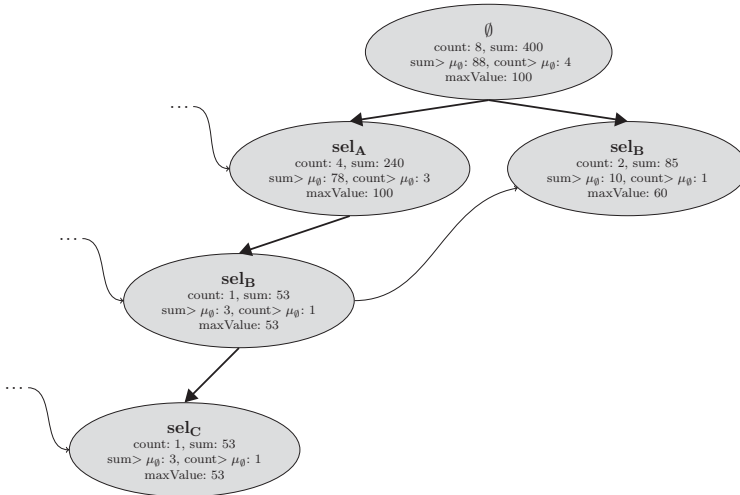 ∅
count: 8, sum: 400
sum> μ∅: 88, count> μ∅: 4
maxValue: 100
...
sel_A
count: 4, sum: 240
sum> μ∅: 78, count> μ∅: 3
maxValue: 100
sel_B
count: 2, sum: 85
sum> μ∅: 10, count> μ∅: 1
maxValue: 60
...
sel_B
count: 1, sum: 53
sum> μ∅: 3, count> μ∅: 1
maxValue: 53
...
sel_C
count: 1, sum: 53
sum> μ∅: 3, count> μ∅: 1
maxValue: 53